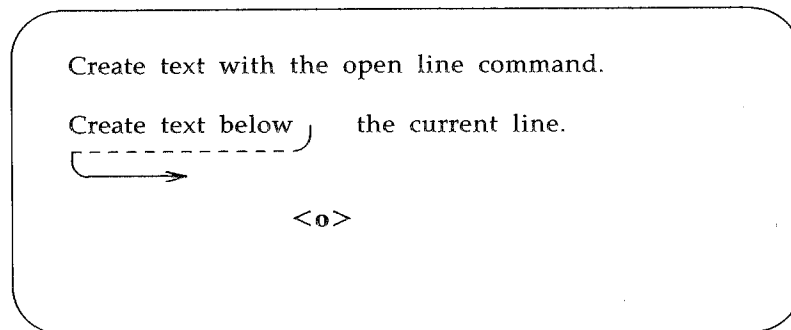 Create text with the open line command.
Create text below the current line.
<o>